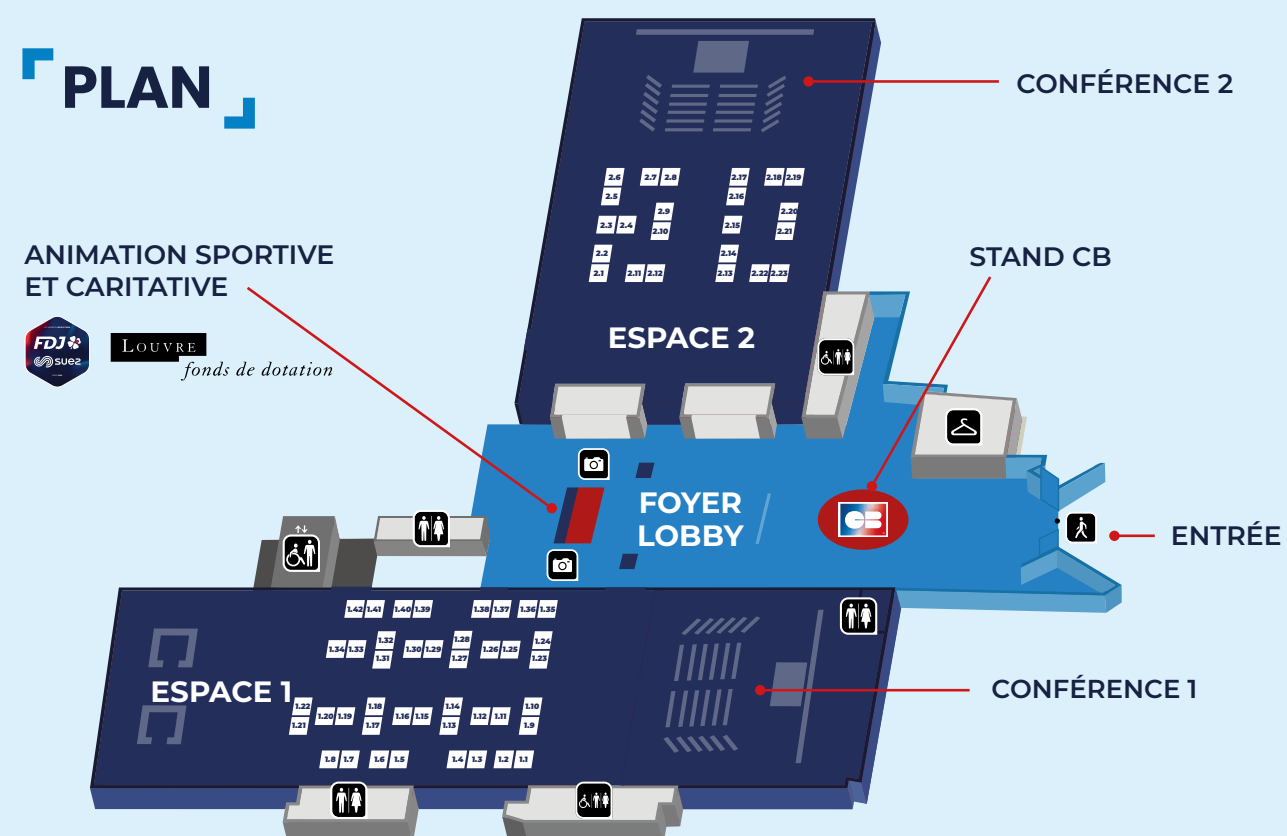 PLAN
CONFÉRENCE 2
2.6 2.7 2.8 2.17 2.18 2.19
2.5 2.16
2.9 2.20
2.3 2.4 2.10 2.15 2.21
2.2 2.14
2.1 2.11 2.12 2.13 2.22 2.23
ANIMATION SPORTIVE
ET CARITATIVE
STAND CB
FDJ
suez
LOUVRE
fonds de dotation
ESPACE 2
FOYER
LOBBY
CB
ENTRÉE
1.42 1.41 1.40 1.39 1.38 1.37 1.36 1.35
1.32 1.28 1.24
1.34 1.33 1.31 1.30 1.29 1.27 1.26 1.25 1.23
ESPACE 1
CONFÉRENCE 1
1.22 1.18 1.14 1.10
1.21 1.20 1.19 1.17 1.16 1.15 1.13 1.12 1.11 1.9
1.8 1.7 1.6 1.5 1.4 1.3 1.2 1.1